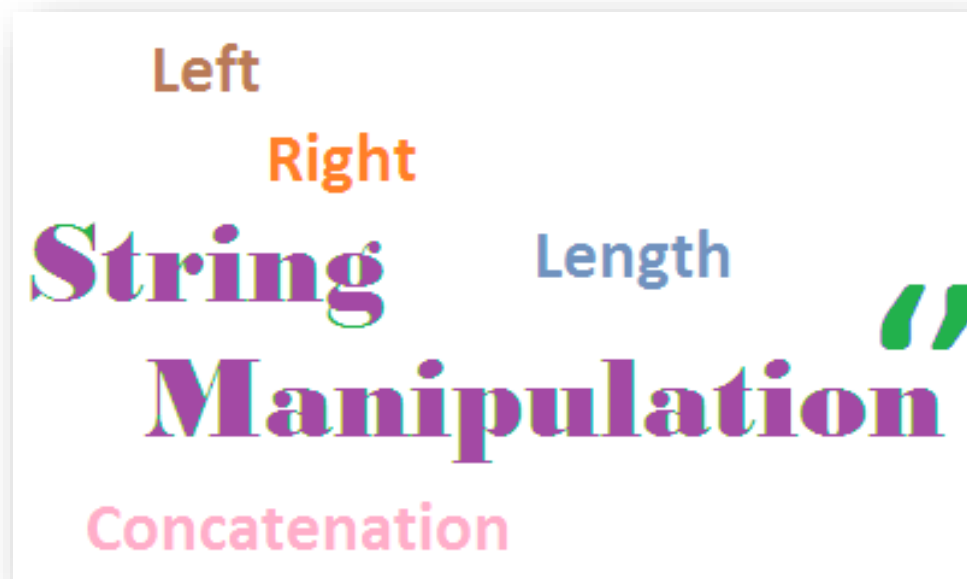 Left
Right
String
Length
“
Manipulation
Concatenation